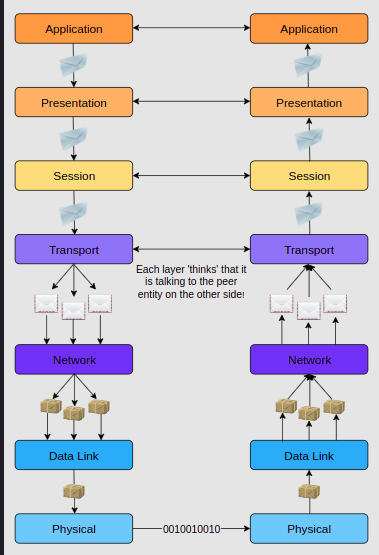 Application Application
Presentation Presentation
Session Session
Transport Transport
Each layer 'thinks' that it
is talking to the peer
entity on the other side!
Network Network
Data Link Data Link
Physical 0010010010 Physical